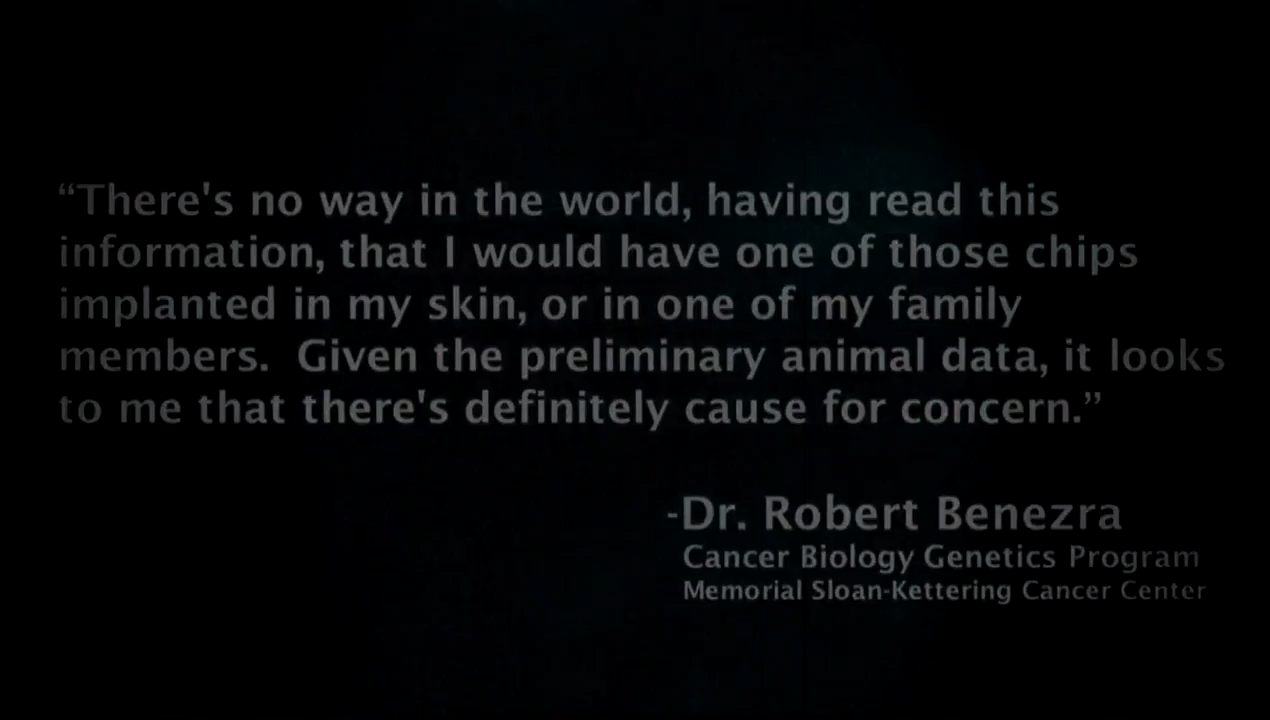 “There's no way in the world, having read this
information, that I would have one of those chips
implanted in my skin, or in one of my family
members.  Given the preliminary animal data, it looks
to me that there's definitely cause for concern.”
-Dr. Robert Benezra
Cancer Biology Genetics Program
Memorial Sloan-Kettering Cancer Center